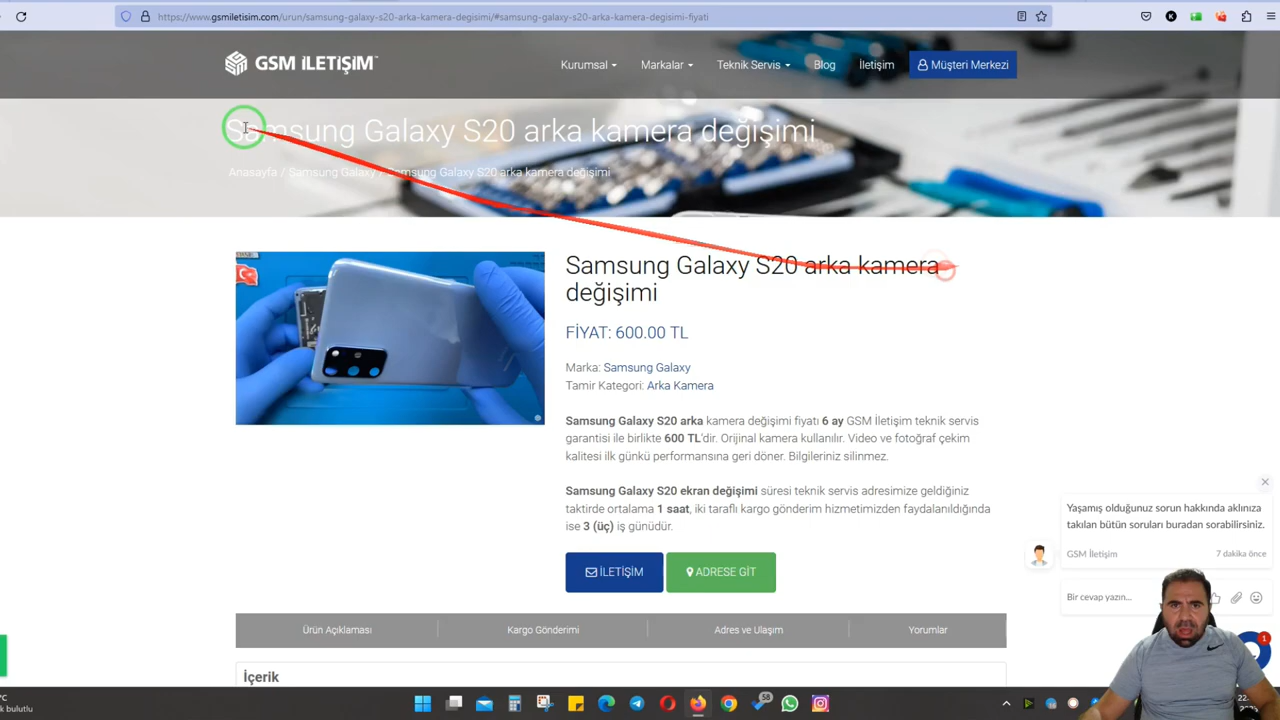 https://www.gsmiletisim.com/urun/samsung-galaxy-s20-arka-kamera-degisimi/#samsung-galaxy-s20-arka-kamera-degisimi-fiyati
GSM İLETİŞİM
Kurumsal
Markalar
Teknik Servis
Blog
İletişim
Müşteri Merkezi
Samsung Galaxy S20 arka kamera değişimi
Anasayfa / Samsung Galaxy / Samsung Galaxy S20 arka kamera değişimi
Samsung Galaxy S20 arka kamera
değişimi
FİYAT: 600.00 TL
Marka: Samsung Galaxy
Tamir Kategori: Arka Kamera
Samsung Galaxy S20 arka kamera değişimi fiyatı 6 ay GSM İletişim teknik servis
garantisi ile birlikte 600 TL'dir. Orijinal kamera kullanılır. Video ve fotoğraf çekim
kalitesi ilk günkü performansına geri döner. Bilgileriniz silinmez.
Samsung Galaxy S20 ekran değişimi süresi teknik servis adresimize geldiğiniz
taktirde ortalama 1 saat, iki taraflı kargo gönderim hizmetimizden faydalanıldığında
ise 3 (üç) iş günüdür.
İLETİŞİM
ADRESE GİT
Yaşamış olduğunuz sorun hakkında aklınıza
takılan bütün soruları buradan sorabilirsiniz.
GSM İletişim
7 dakika önce
Bir cevap yazın...
1
Ürün Açıklaması
Kargo Gönderimi
Adres ve Ulaşım
Yorumlar
İçerik
°C
k bulutlu
58
22.